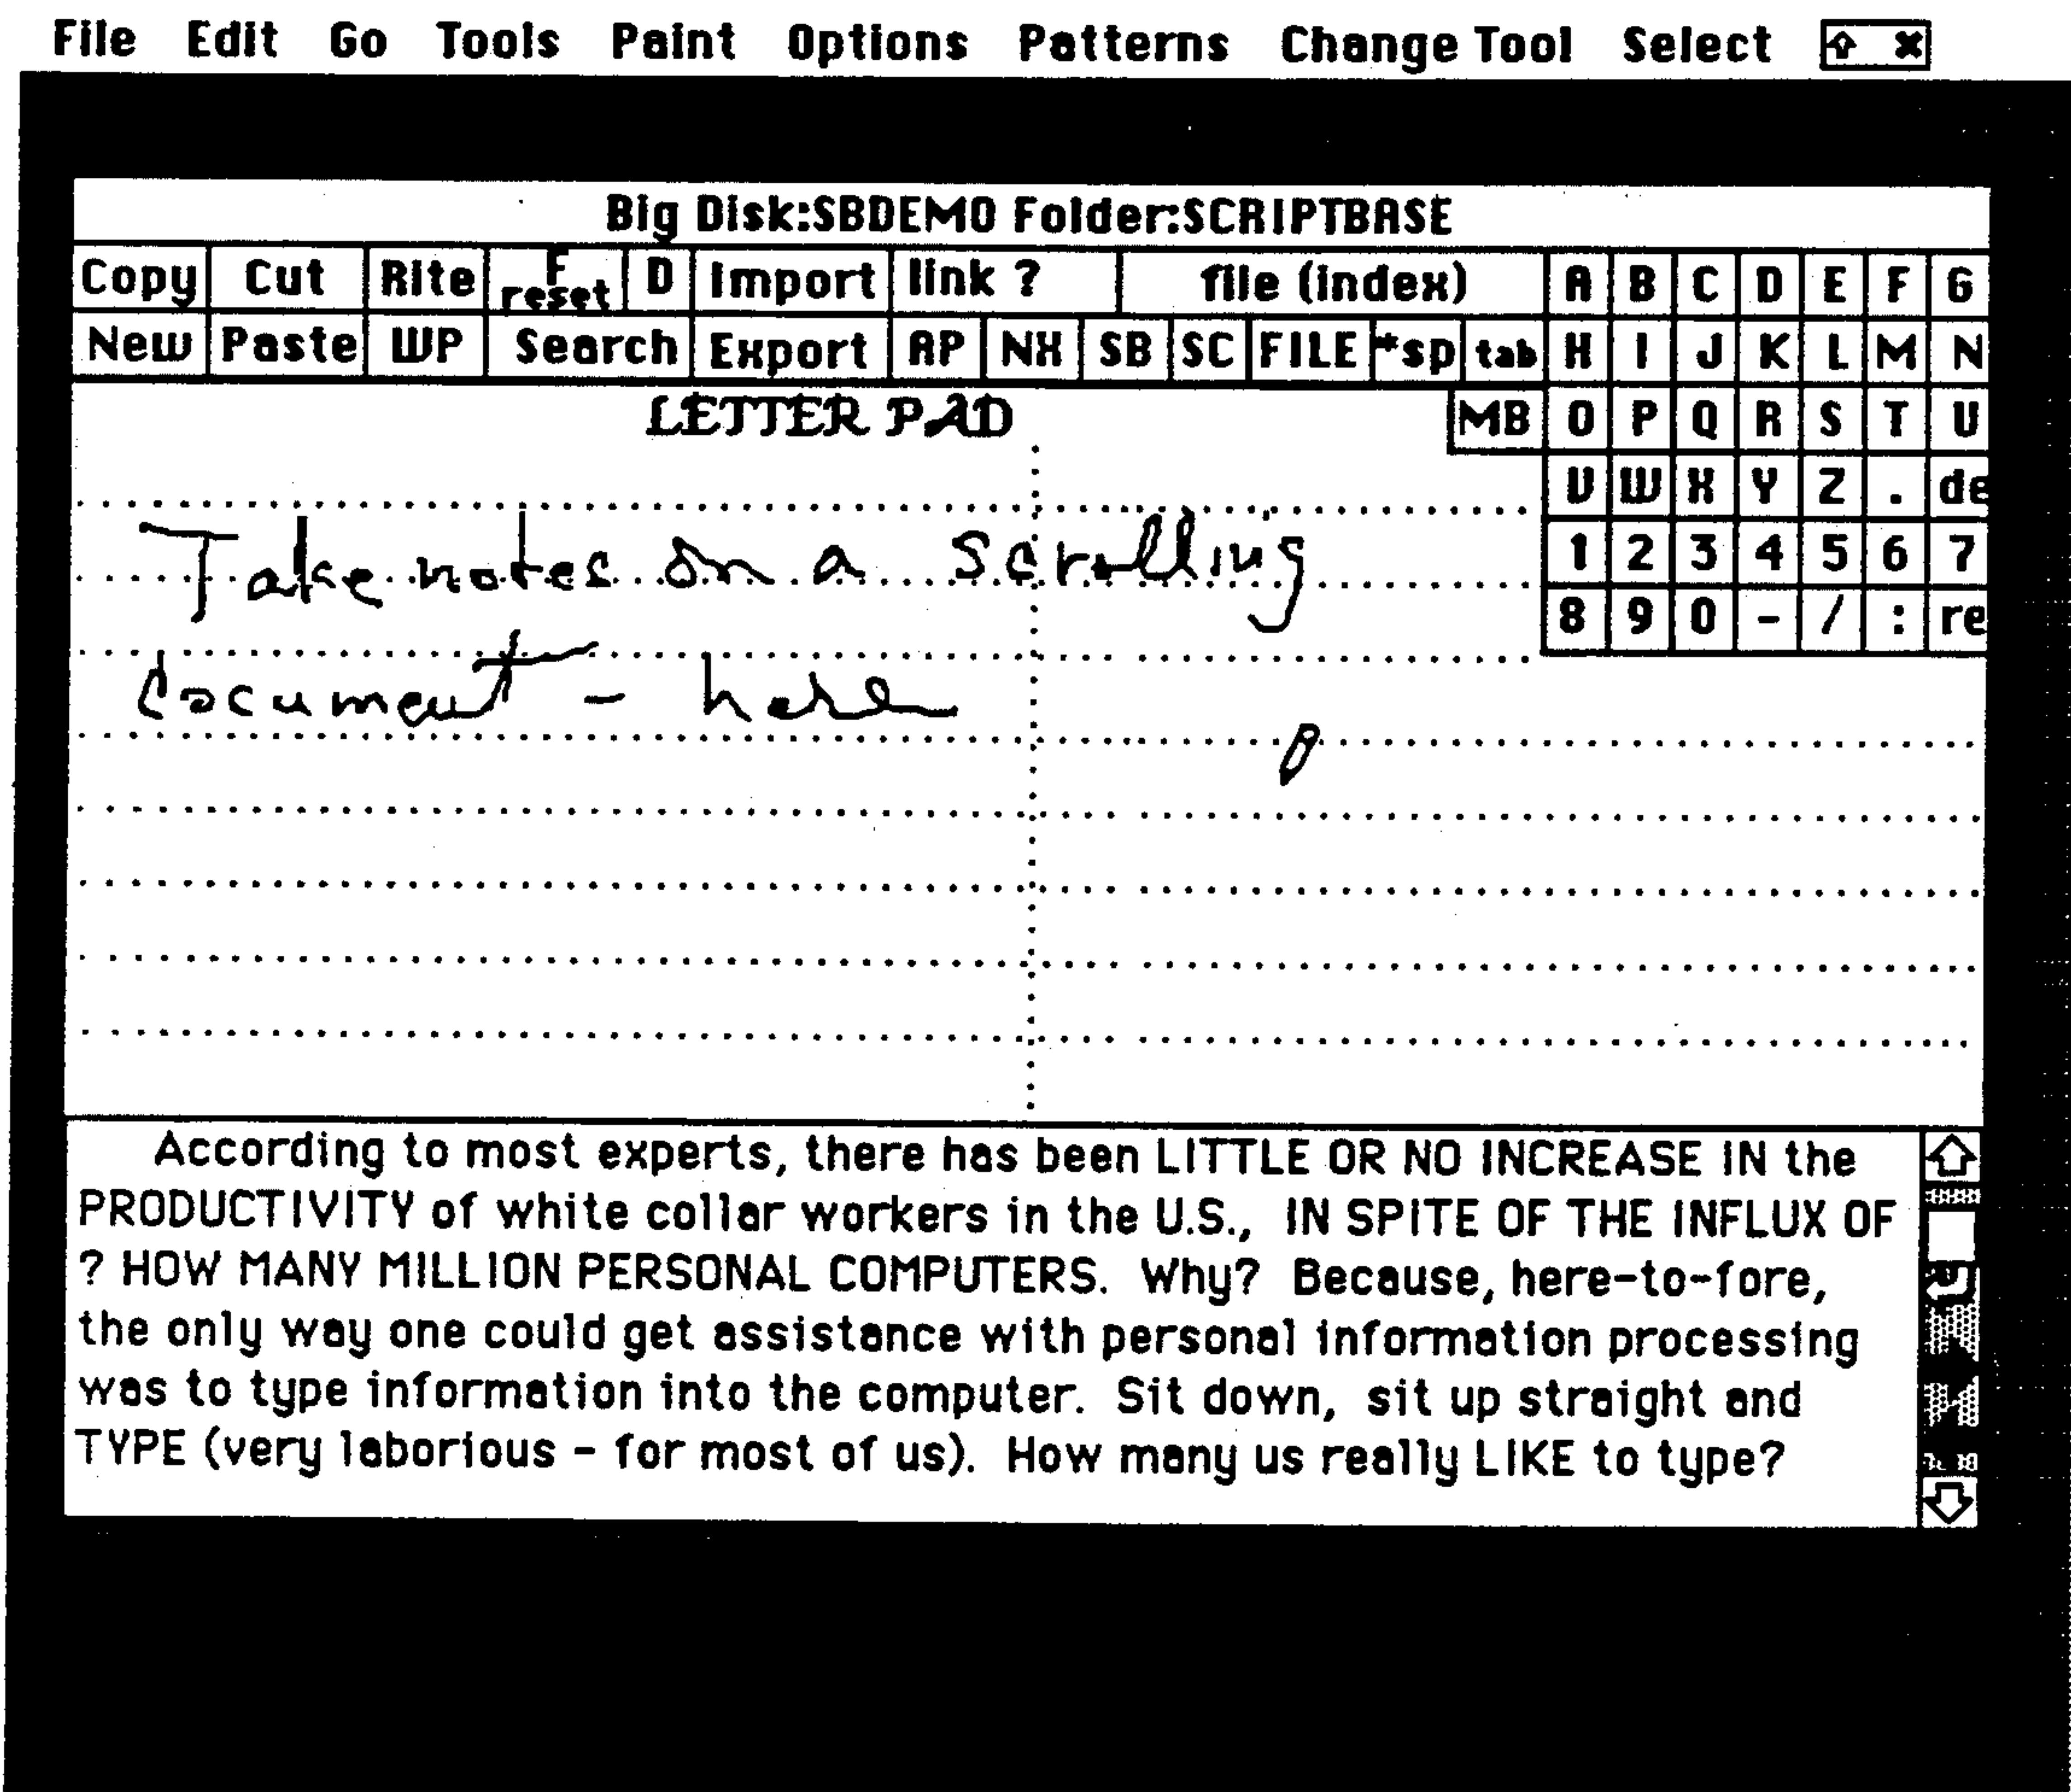 File Edit Go Tools Paint Options Patterns Change Tool Select
Big Disk:SBDEMO Folder:SCRIPTBASE
Copy Cut Rite F reset D Import link ? file (index) A B C D E F G
New Paste WP Search Export AP NX SB SC FILE *sp tab H I J K L M N
LETTER PAD MB O P Q R S T U
V W X Y Z . de
1 2 3 4 5 6 7
8 9 0 - / : re
Take notes on a scrolling
document - here
According to most experts, there has been LITTLE OR NO INCREASE IN the
PRODUCTIVITY of white collar workers in the U.S., IN SPITE OF THE INFLUX OF
? HOW MANY MILLION PERSONAL COMPUTERS. Why? Because, here-to-fore,
the only way one could get assistance with personal information processing
was to type information into the computer. Sit down, sit up straight and
TYPE (very laborious - for most of us). How many us really LIKE to type?